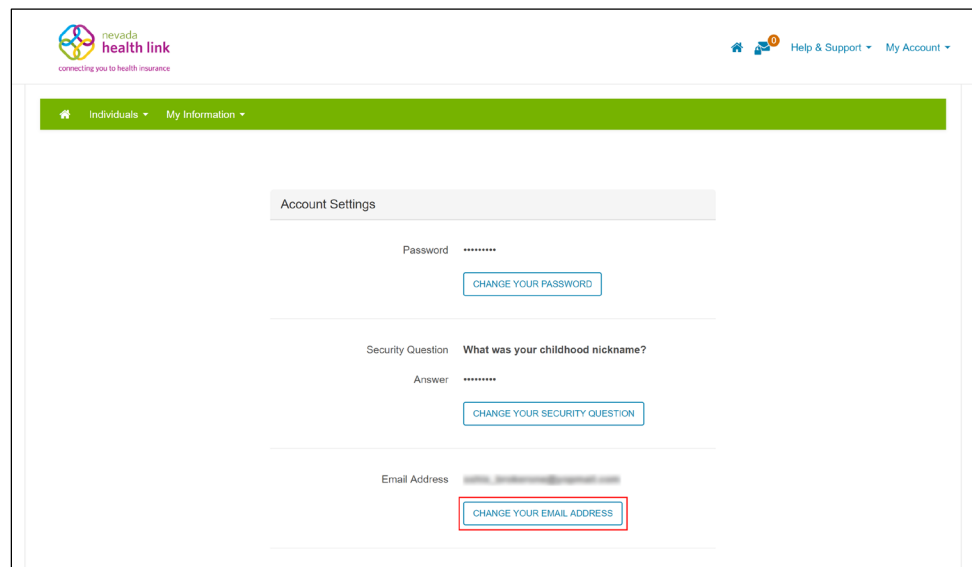 nevada
health link
connecting you to health insurance
0
Help & Support
My Account
Individuals
My Information
Account Settings
Password •••••••••
CHANGE YOUR PASSWORD
Security Question What was your childhood nickname?
Answer •••••••••
CHANGE YOUR SECURITY QUESTION
Email Address
CHANGE YOUR EMAIL ADDRESS